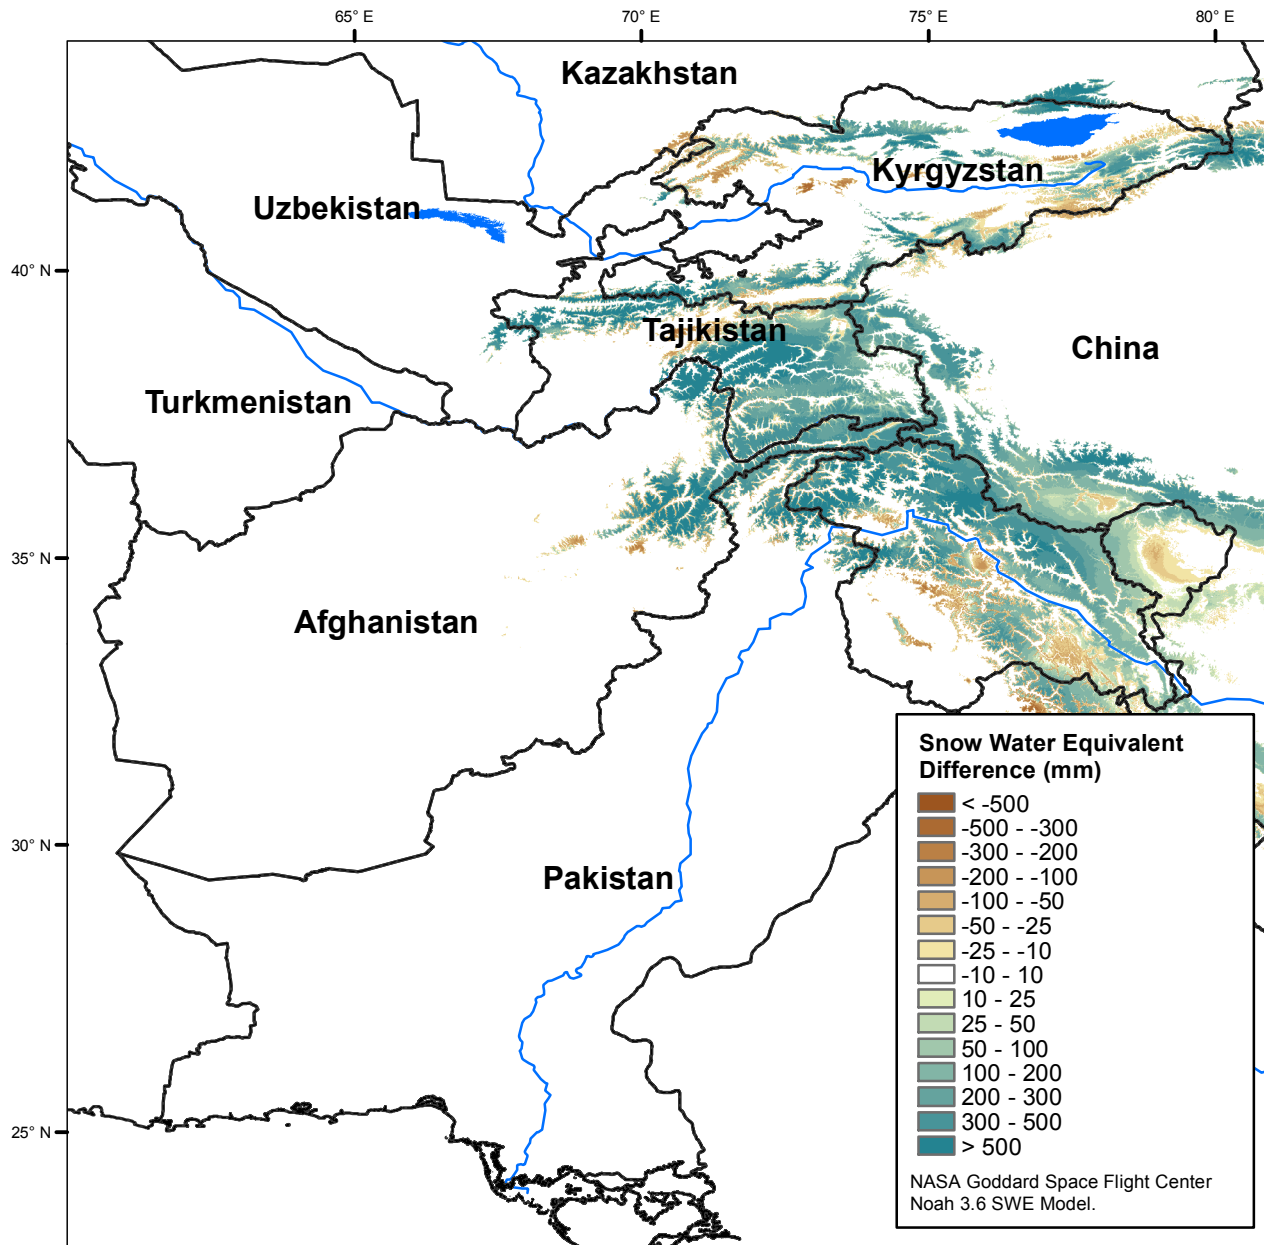 65° E
70° E
75° E
80° E
Kazakhstan
Kyrgyzstan
Uzbekistan
40° N
Tajikistan
China
Turkmenistan
35° N
Afghanistan
30° N
Pakistan
25° N
Snow Water Equivalent
Difference (mm)
< -500
-500 - -300
-300 - -200
-200 - -100
-100 - -50
-50 - -25
-25 - -10
-10 - 10
10 - 25
25 - 50
50 - 100
100 - 200
200 - 300
300 - 500
> 500
NASA Goddard Space Flight Center
Noah 3.6 SWE Model.